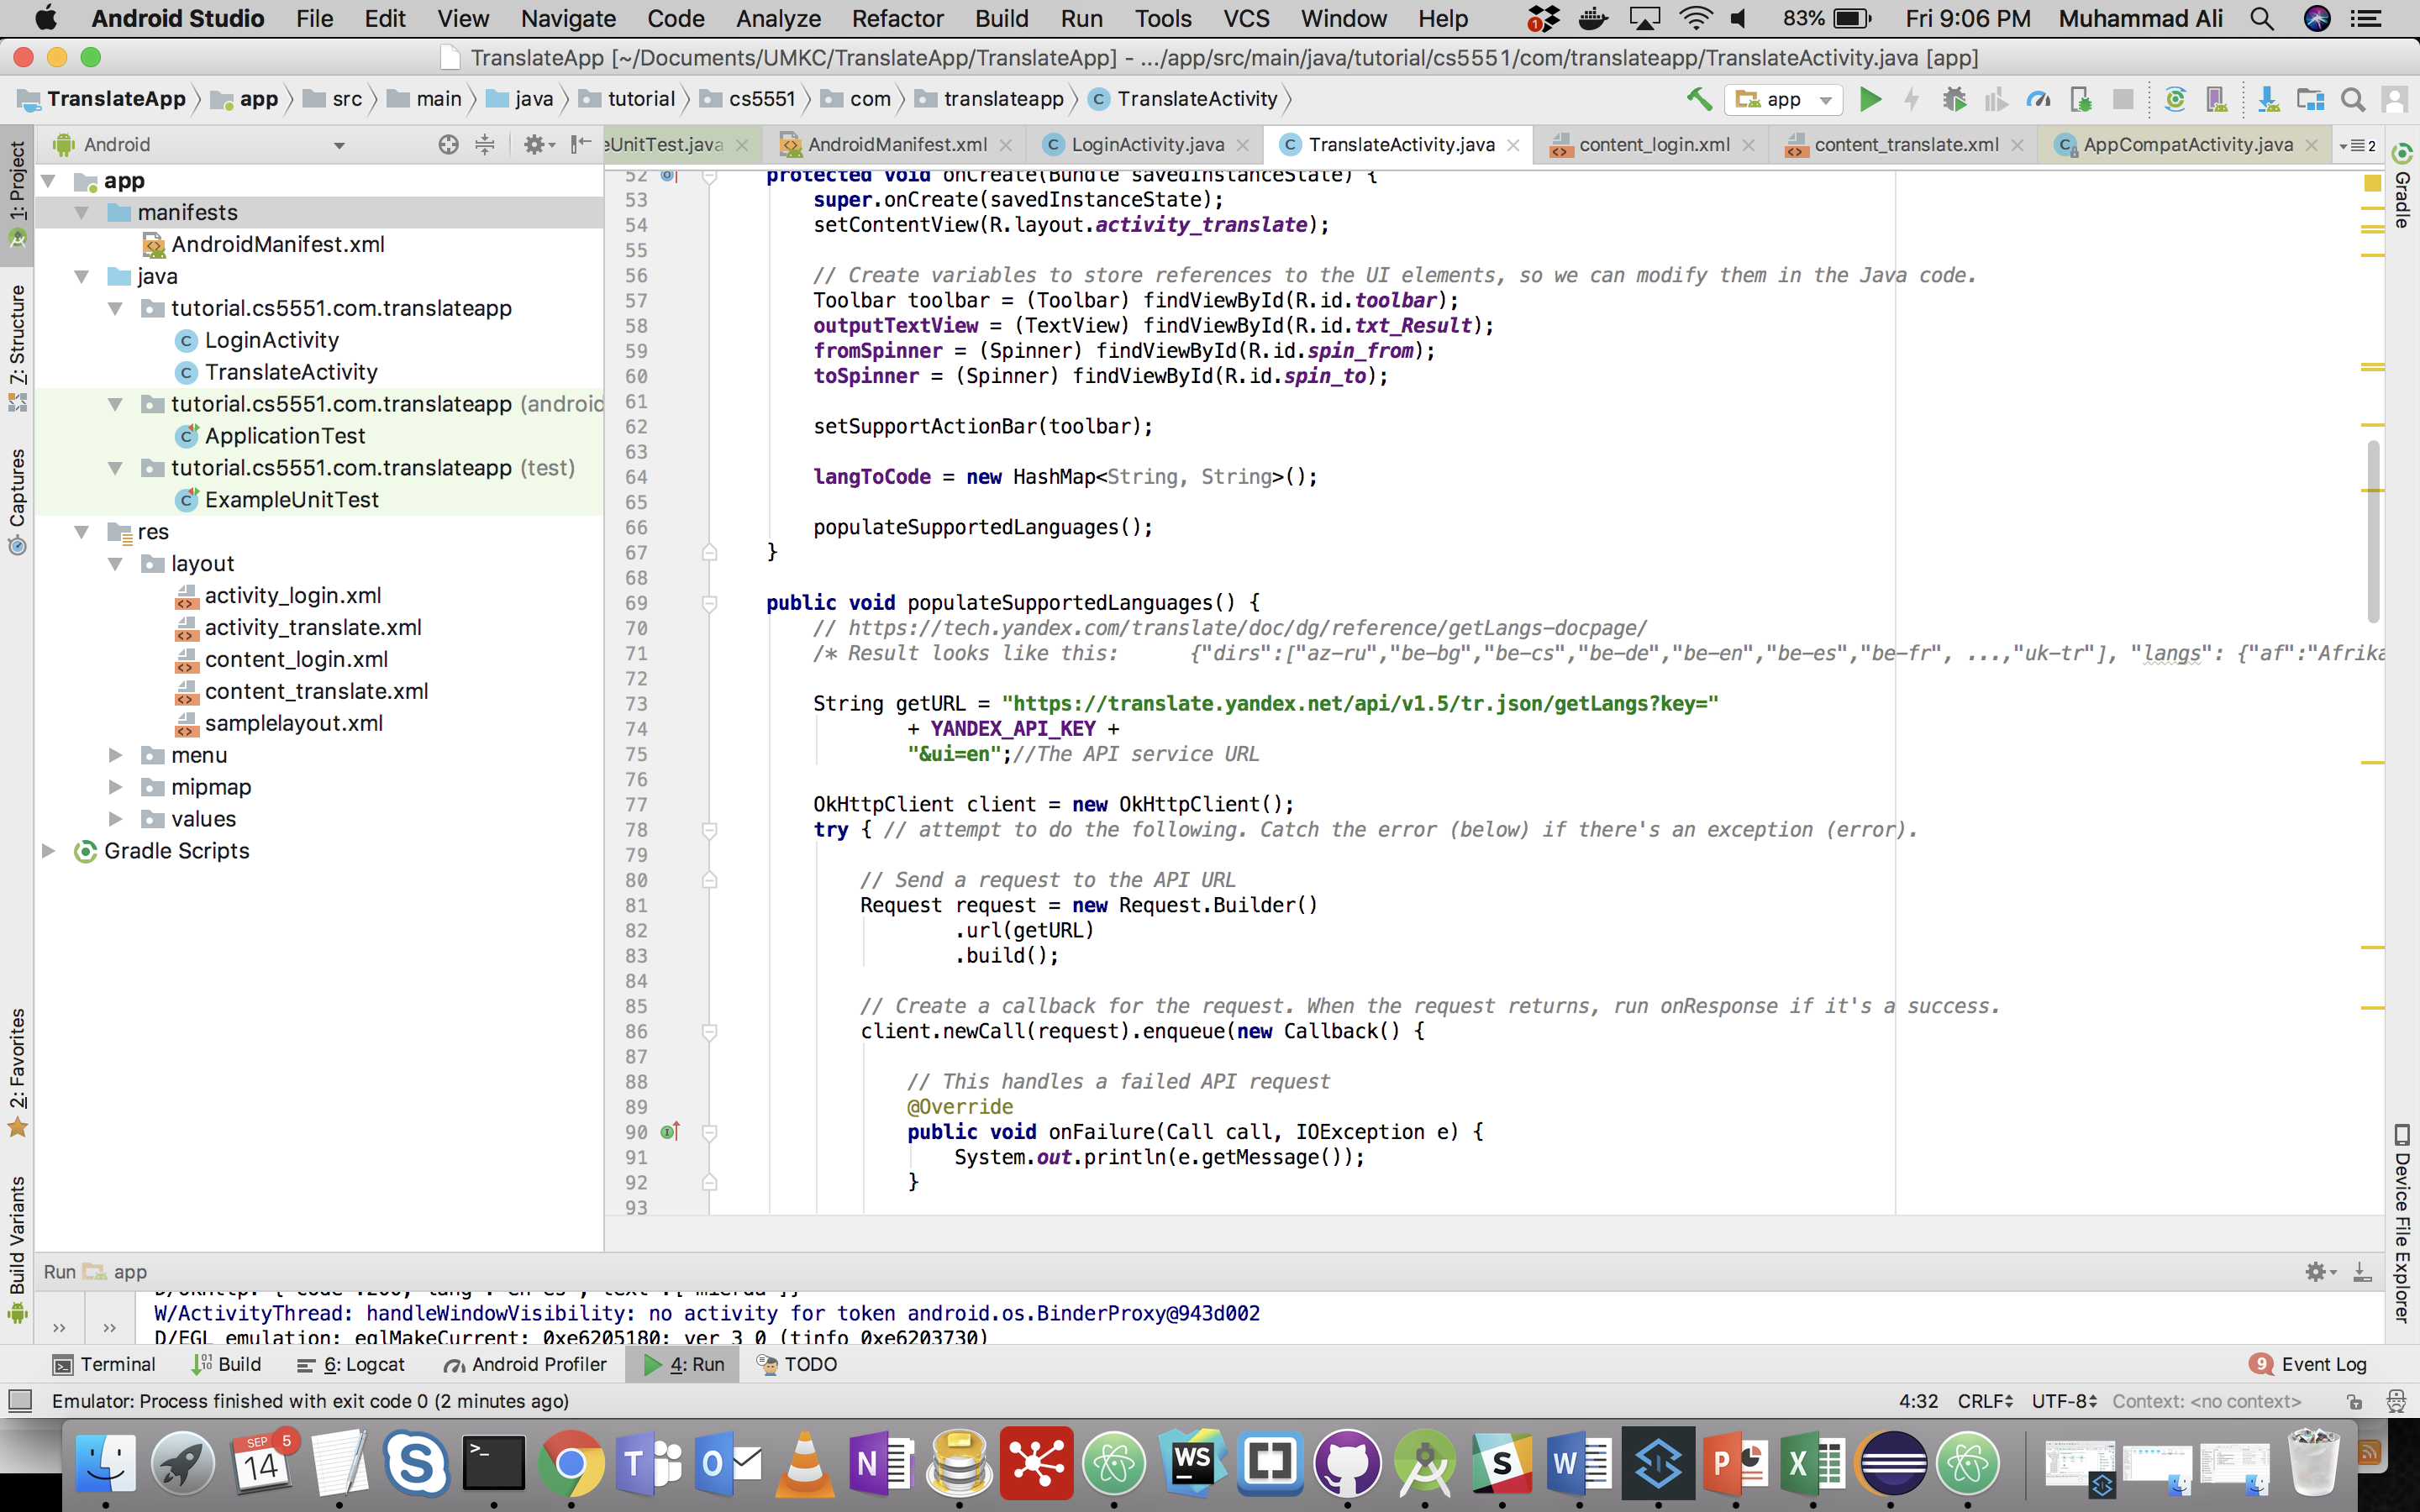 Android Studio File Edit View Navigate Code Analyze Refactor Build Run Tools VCS Window Help 1 83% Fri 9:06 PM Muhammad Ali
TranslateApp [~/Documents/UMKC/TranslateApp/TranslateApp] - .../app/src/main/java/tutorial/cs5551/com/translateapp/TranslateActivity.java [app]
TranslateApp app src main java tutorial cs5551 com translateapp TranslateActivity app
Android
eUnitTest.java AndroidManifest.xml LoginActivity.java TranslateActivity.java content_login.xml content_translate.xml AppCompatActivity.java 2
1: Project
7: Structure
Captures
2: Favorites
Build Variants
app
manifests
AndroidManifest.xml
java
tutorial.cs5551.com.translateapp
LoginActivity
TranslateActivity
tutorial.cs5551.com.translateapp (android
ApplicationTest
tutorial.cs5551.com.translateapp (test)
ExampleUnitTest
res
layout
activity_login.xml
activity_translate.xml
content_login.xml
content_translate.xml
samplelayout.xml
menu
mipmap
values
Gradle Scripts
52 protected void onCreate(Bundle savedInstanceState) {
53 super.onCreate(savedInstanceState);
54 setContentView(R.layout.activity_translate);
55
56 // Create variables to store references to the UI elements, so we can modify them in the Java code.
57 Toolbar toolbar = (Toolbar) findViewById(R.id.toolbar);
58 outputTextView = (TextView) findViewById(R.id.txt_Result);
59 fromSpinner = (Spinner) findViewById(R.id.spin_from);
60 toSpinner = (Spinner) findViewById(R.id.spin_to);
61
62 setSupportActionBar(toolbar);
63
64 langToCode = new HashMap<String, String>();
65
66 populateSupportedLanguages();
67 }
68
69 public void populateSupportedLanguages() {
70 // https://tech.yandex.com/translate/doc/dg/reference/getLangs-docpage/
71 /* Result looks like this: {"dirs":["az-ru","be-bg","be-cs","be-de","be-en","be-es","be-fr", ...,"uk-tr"], "langs": {"af":"Afrika
72
73 String getURL = "https://translate.yandex.net/api/v1.5/tr.json/getLangs?key="
74 + YANDEX_API_KEY +
75 "&ui=en";//The API service URL
76
77 OkHttpClient client = new OkHttpClient();
78 try { // attempt to do the following. Catch the error (below) if there's an exception (error).
79
80 // Send a request to the API URL
81 Request request = new Request.Builder()
82 .url(getURL)
83 .build();
84
85 // Create a callback for the request. When the request returns, run onResponse if it's a success.
86 client.newCall(request).enqueue(new Callback() {
87
88 // This handles a failed API request
89 @Override
90 public void onFailure(Call call, IOException e) {
91 System.out.println(e.getMessage());
92 }
93
Gradle
Device File Explorer
Run app
D/OkHttp: {"code":200,"lang":"en-es","text":["mierda"]}
W/ActivityThread: handleWindowVisibility: no activity for token android.os.BinderProxy@943d002
D/EGL_emulation: eglMakeCurrent: 0xe6205180: ver 3 0 (tinfo 0xe6203730)
Terminal Build 6: Logcat Android Profiler 4: Run TODO 9 Event Log
Emulator: Process finished with exit code 0 (2 minutes ago) 4:32 CRLF UTF-8 Context: <no context>
SEP 14 5
WS